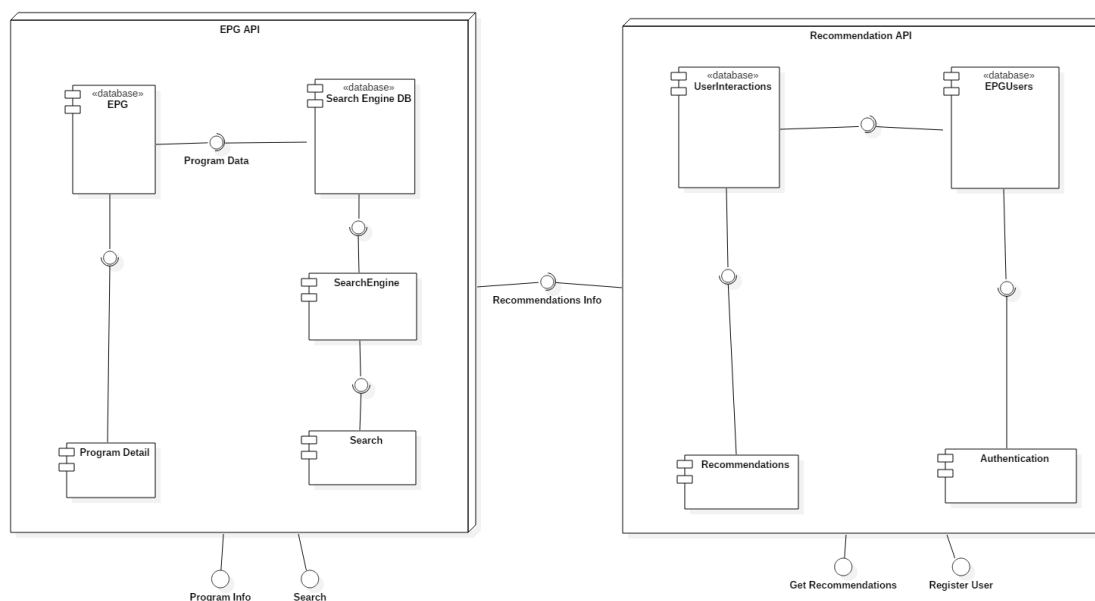 EPG API
«database»
EPG
«database»
Search Engine DB
Program Data
SearchEngine
Program Detail
Search
Program Info
Search
Recommendations Info
Recommendation API
«database»
UserInteractions
«database»
EPGUsers
Recommendations
Authentication
Get Recommendations
Register User